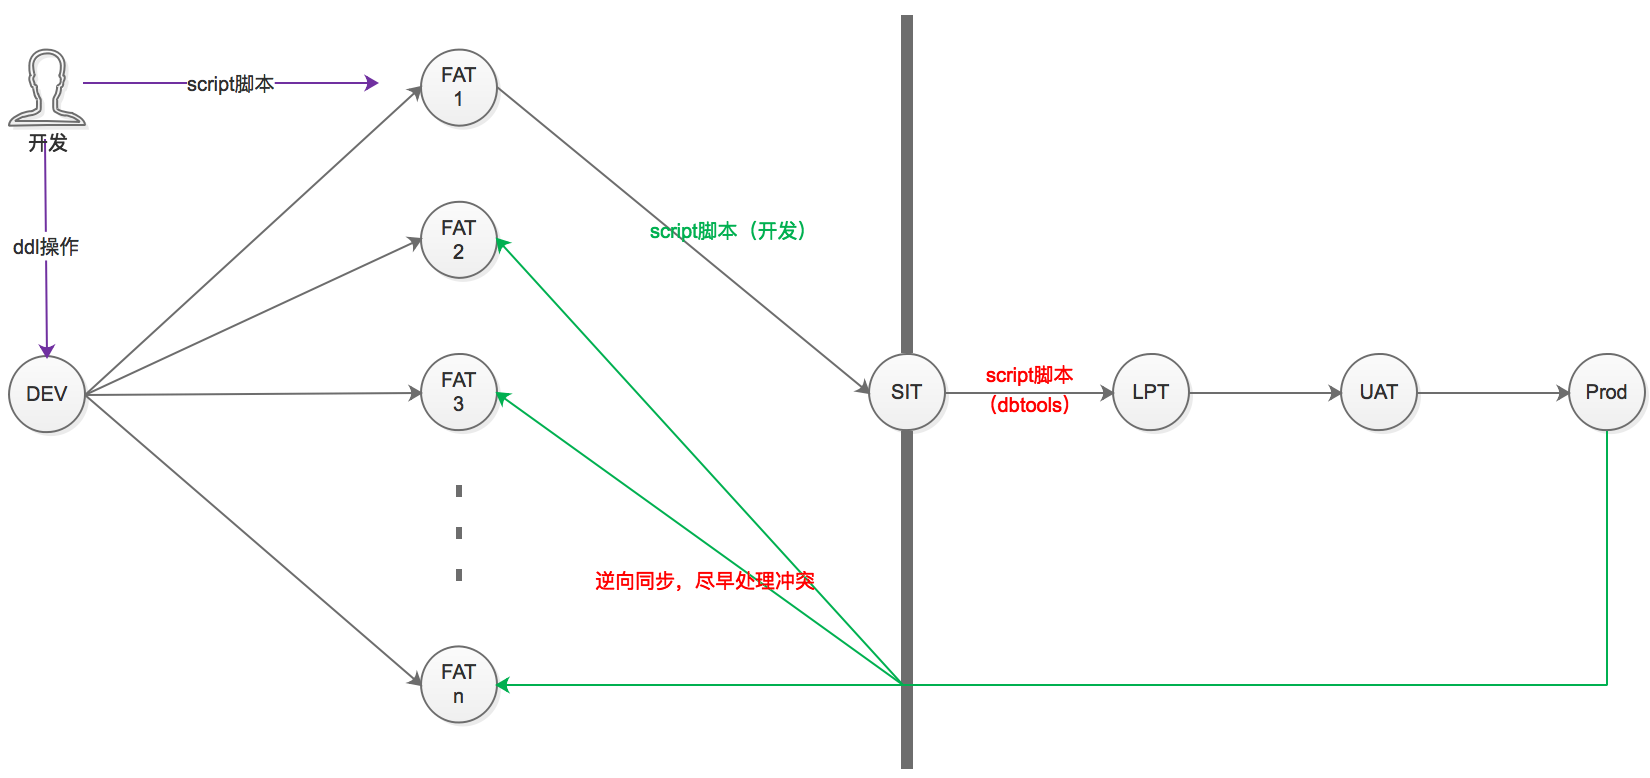 script脚本
开发
ddl操作
DEV
FAT
1
FAT
2
FAT
3
FAT
n
script脚本（开发）
逆向同步，尽早处理冲突
SIT
script脚本
（dbtools）
LPT
UAT
Prod